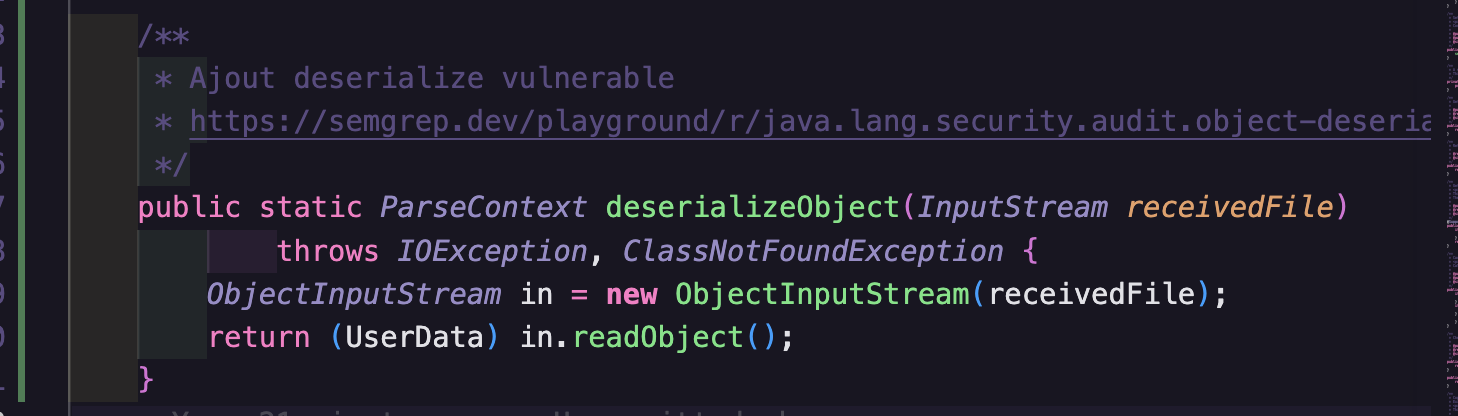 /**
* Ajout deserialize vulnerable
* https://semgrep.dev/playground/r/java.lang.security.audit.object-deseria
*/
public static ParseContext deserializeObject(InputStream receivedFile)
throws IOException, ClassNotFoundException {
ObjectInputStream in = new ObjectInputStream(receivedFile);
return (UserData) in.readObject();
}